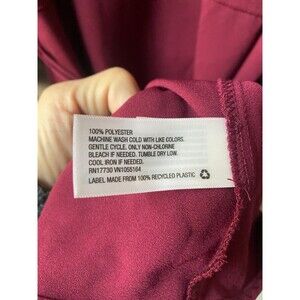 100% POLYESTER
MACHINE WASH COLD WITH LIKE COLORS.
GENTLE CYCLE. ONLY NON-CHLORINE
BLEACH IF NEEDED. TUMBLE DRY LOW.
COOL IRON IF NEEDED.
RN17730 VN1055164
LABEL MADE FROM 100% RECYCLED PLASTIC